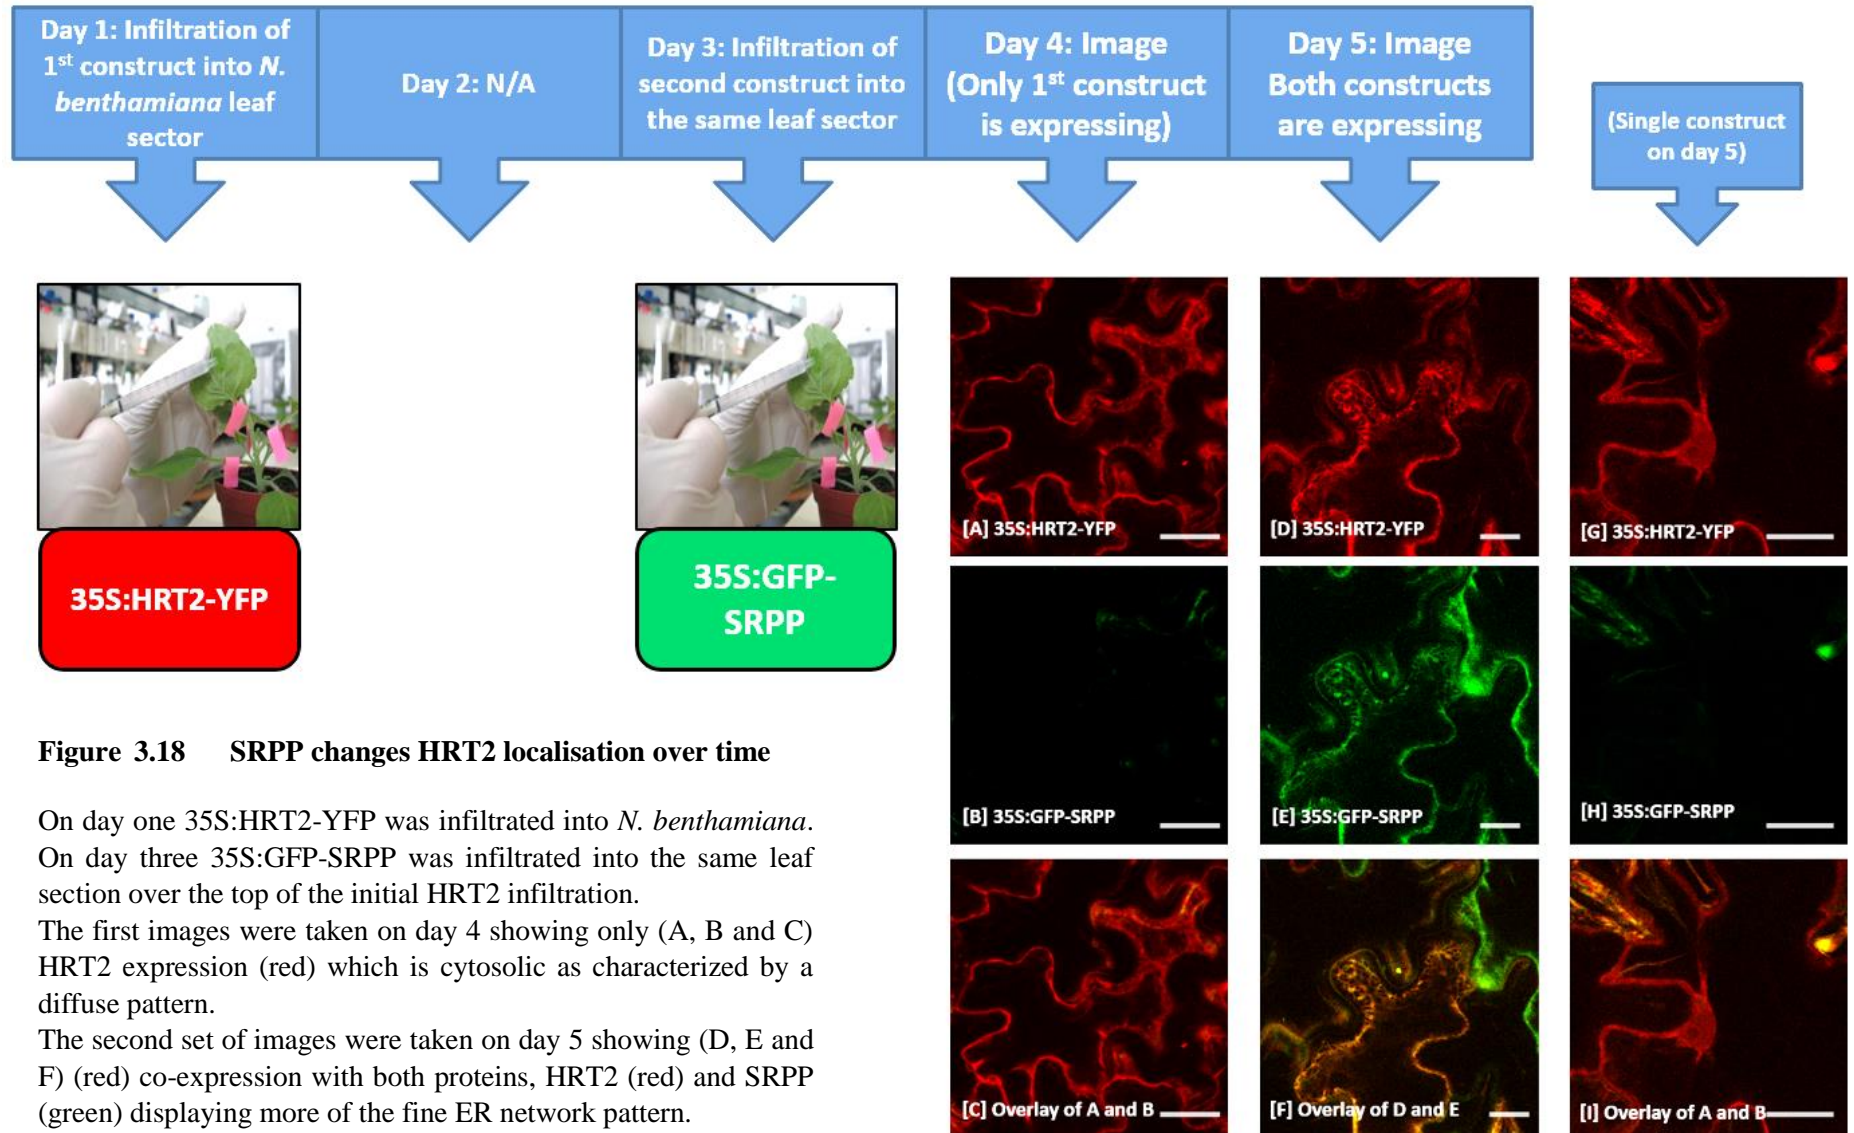 Day 1: Infiltration of
1st construct into N.
benthamiana leaf
sector
Day 2: N/A
Day 3: Infiltration of
second construct into
the same leaf sector
Day 4: Image
(Only 1st construct
is expressing)
Day 5: Image
Both constructs
are expressing
(Single construct
on day 5)
35S:HRT2-YFP
35S:GFP-
SRPP
[A] 35S:HRT2-YFP
[D] 35S:HRT2-YFP
[G] 35S:HRT2-YFP
[B] 35S:GFP-SRPP
[E] 35S:GFP-SRPP
[H] 35S:GFP-SRPP
[C] Overlay of A and B
[F] Overlay of D and E
[I] Overlay of A and B
Figure 3.18 SRPP changes HRT2 localisation over time
On day one 35S:HRT2-YFP was infiltrated into N. benthamiana.
On day three 35S:GFP-SRPP was infiltrated into the same leaf
section over the top of the initial HRT2 infiltration.
The first images were taken on day 4 showing only (A, B and C)
HRT2 expression (red) which is cytosolic as characterized by a
diffuse pattern.
The second set of images were taken on day 5 showing (D, E and
F) (red) co-expression with both proteins, HRT2 (red) and SRPP
(green) displaying more of the fine ER network pattern.